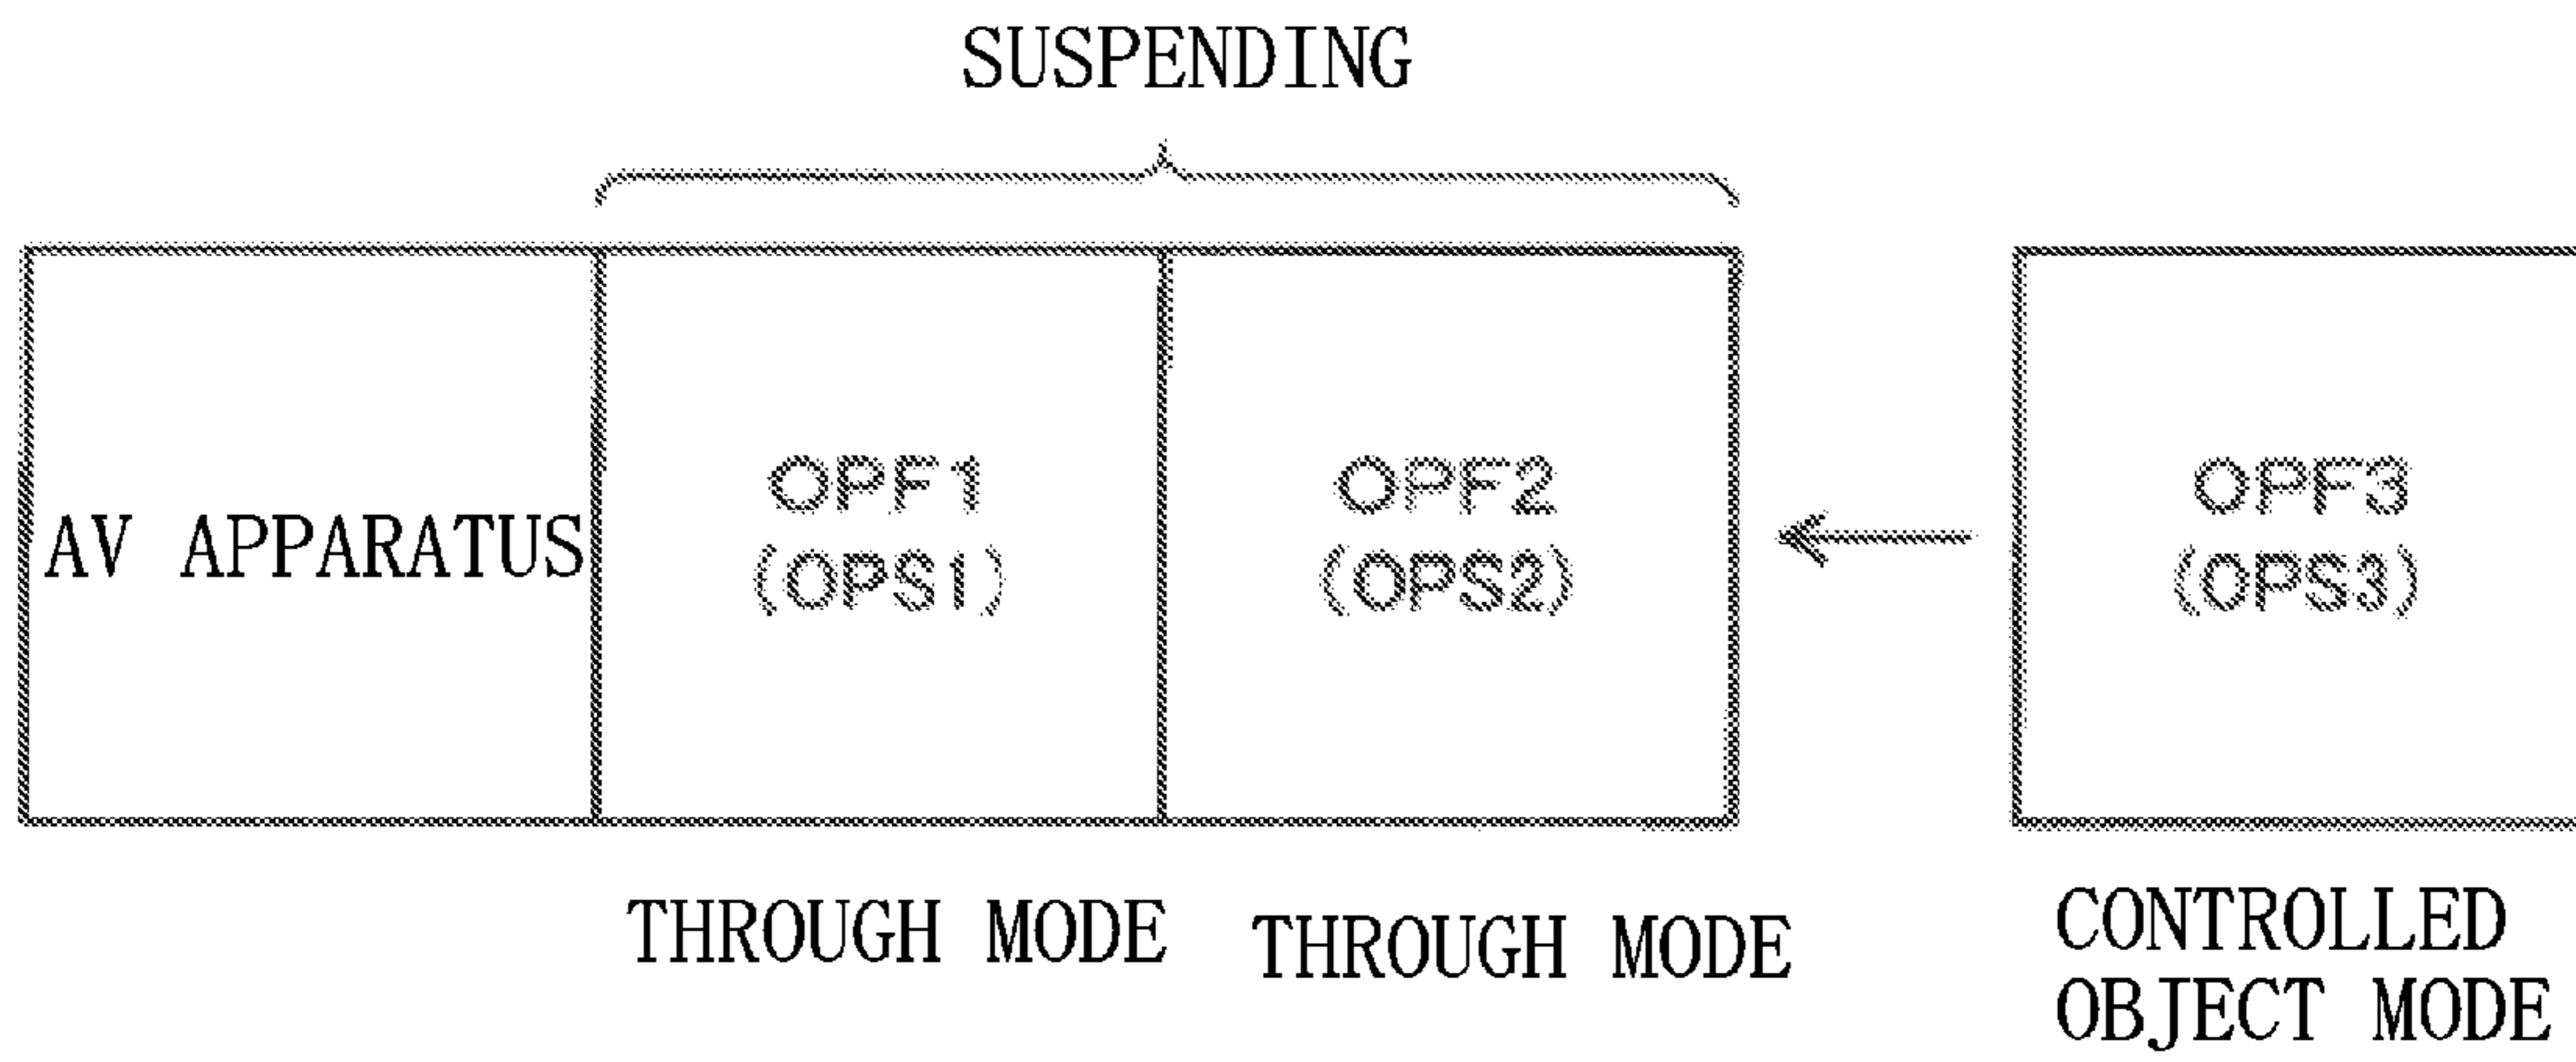 SUSPENDING
AV APPARATUS
OPF1
(OPS1)
OPF2
(OPS2)
OPF3
(OPS3)
THROUGH MODE
THROUGH MODE
CONTROLLED
OBJECT MODE